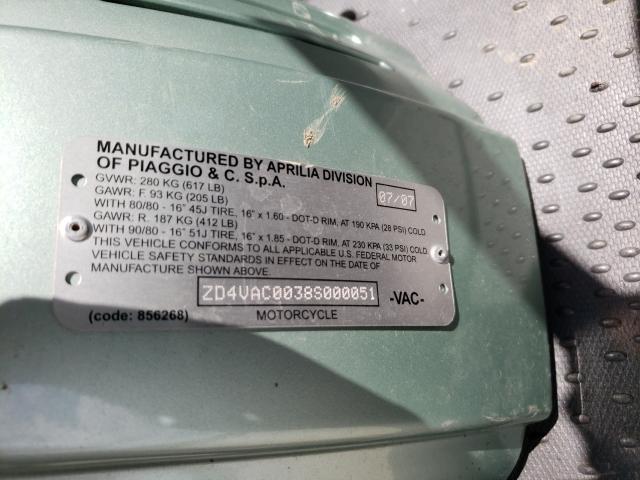 MANUFACTURED BY APRILIA DIVISION
OF PIAGGIO & C. S.p.A.
07/07
GVWR: 280 KG (617 LB)
GAWR: F. 93 KG (205 LB)
WITH 80/80 - 16" 45J TIRE, 16" x 1.60 - DOT-D RIM, AT 190 KPA (28 PSI) COLD
GAWR: R. 187 KG (412 LB)
WITH 90/80 - 16" 51J TIRE, 16" x 1.85 - DOT-D RIM, AT 230 KPA (33 PSI) COLD
THIS VEHICLE CONFORMS TO ALL APPLICABLE U.S. FEDERAL MOTOR
VEHICLE SAFETY STANDARDS IN EFFECT ON THE DATE OF
MANUFACTURE SHOWN ABOVE.
ZD4VAC0038S000051 -VAC-
(code: 856268) MOTORCYCLE